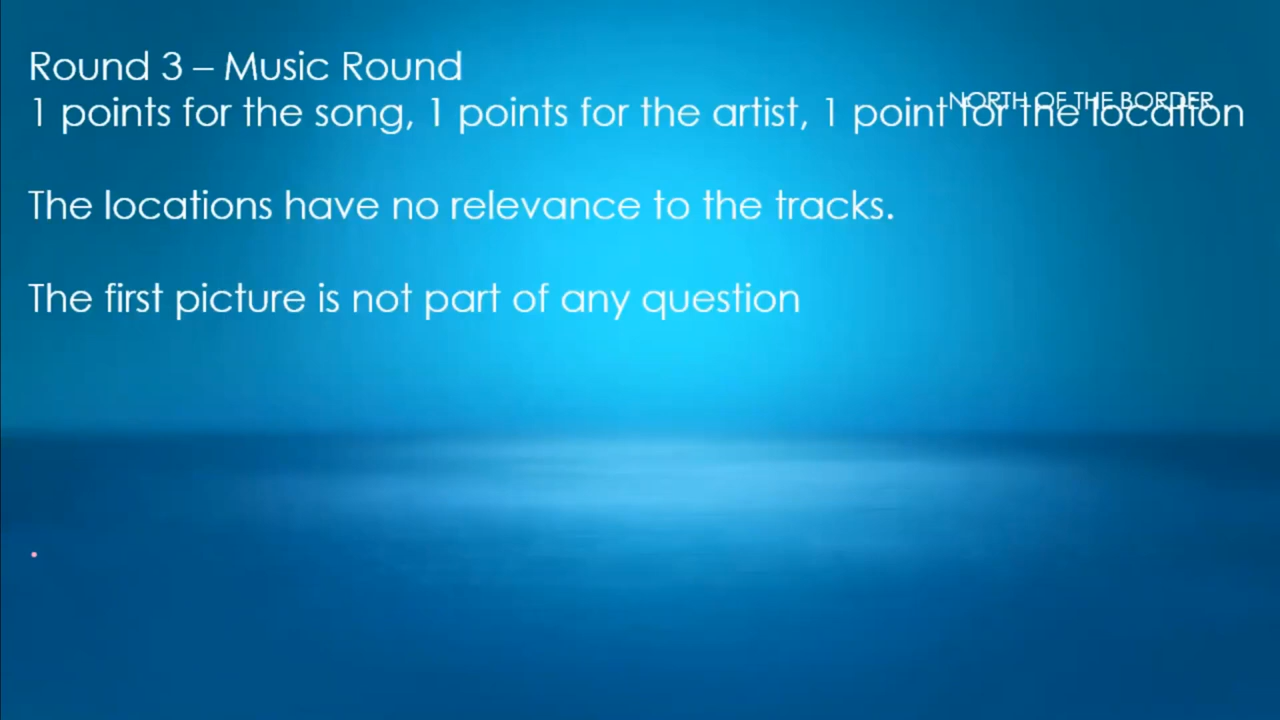 Round 3 – Music Round
NORTH OF THE BORDER
1 points for the song, 1 points for the artist, 1 point for the location
The locations have no relevance to the tracks.
The first picture is not part of any question